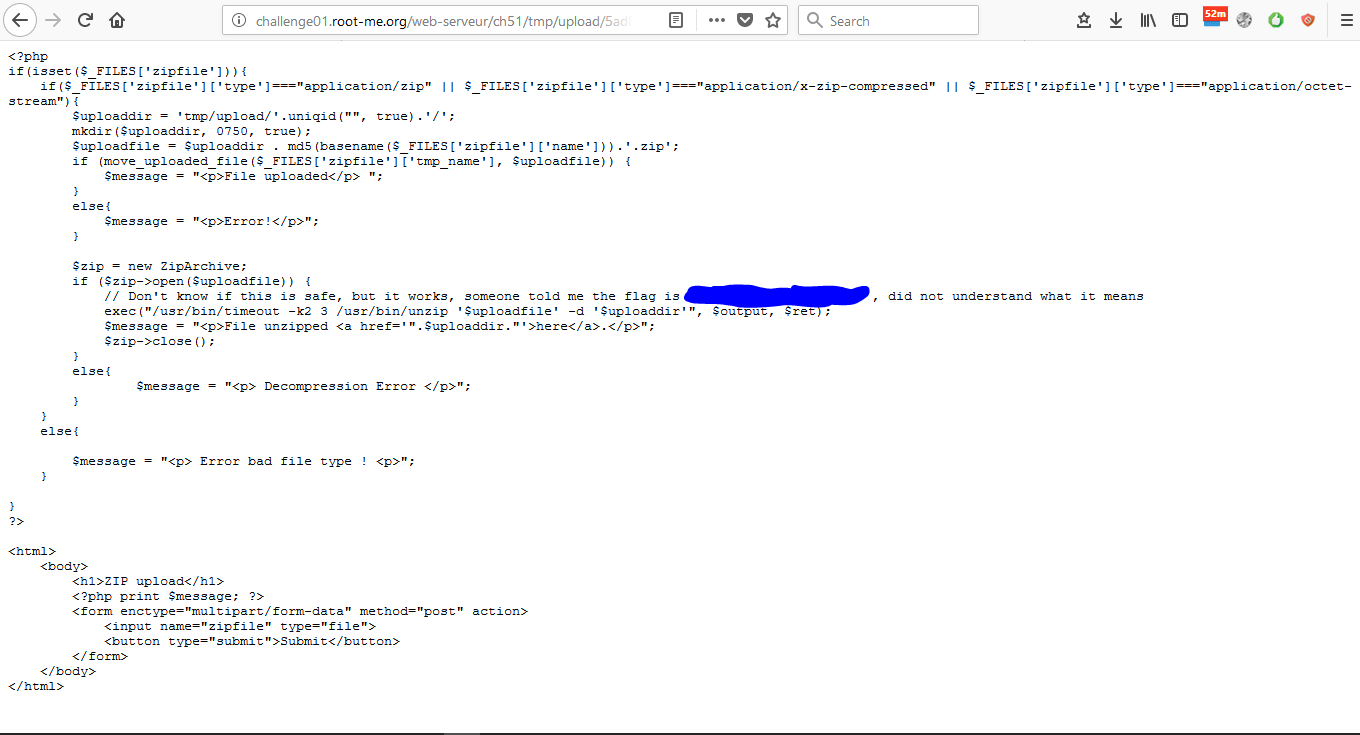 challenge01.root-me.org/web-serveur/ch51/tmp/upload/5ad
Search
52m
<?php
if(isset($_FILES['zipfile'])){
    if($_FILES['zipfile']['type']==="application/zip" || $_FILES['zipfile']['type']==="application/x-zip-compressed" || $_FILES['zipfile']['type']==="application/octet-
stream"){
        $uploaddir = 'tmp/upload/'.uniqid("", true).'/';
        mkdir($uploaddir, 0750, true);
        $uploadfile = $uploaddir . md5(basename($_FILES['zipfile']['name'])).'.zip';
        if (move_uploaded_file($_FILES['zipfile']['tmp_name'], $uploadfile)) {
            $message = "<p>File uploaded</p> ";
        }
        else{
            $message = "<p>Error!</p>";
        }

        $zip = new ZipArchive;
        if ($zip->open($uploadfile)) {
            // Don't know if this is safe, but it works, someone told me the flag is , did not understand what it means
            exec("/usr/bin/timeout -k2 3 /usr/bin/unzip '$uploadfile' -d '$uploaddir'", $output, $ret);
            $message = "<p>File unzipped <a href='".$uploaddir."'>here</a>.</p>";
            $zip->close();
        }
        else{
                $message = "<p> Decompression Error </p>";
        }
    }
    else{

        $message = "<p> Error bad file type ! <p>";
    }

}
?>

<html>
    <body>
        <h1>ZIP upload</h1>
        <?php print $message; ?>
        <form enctype="multipart/form-data" method="post" action>
            <input name="zipfile" type="file">
            <button type="submit">Submit</button>
        </form>
    </body>
</html>